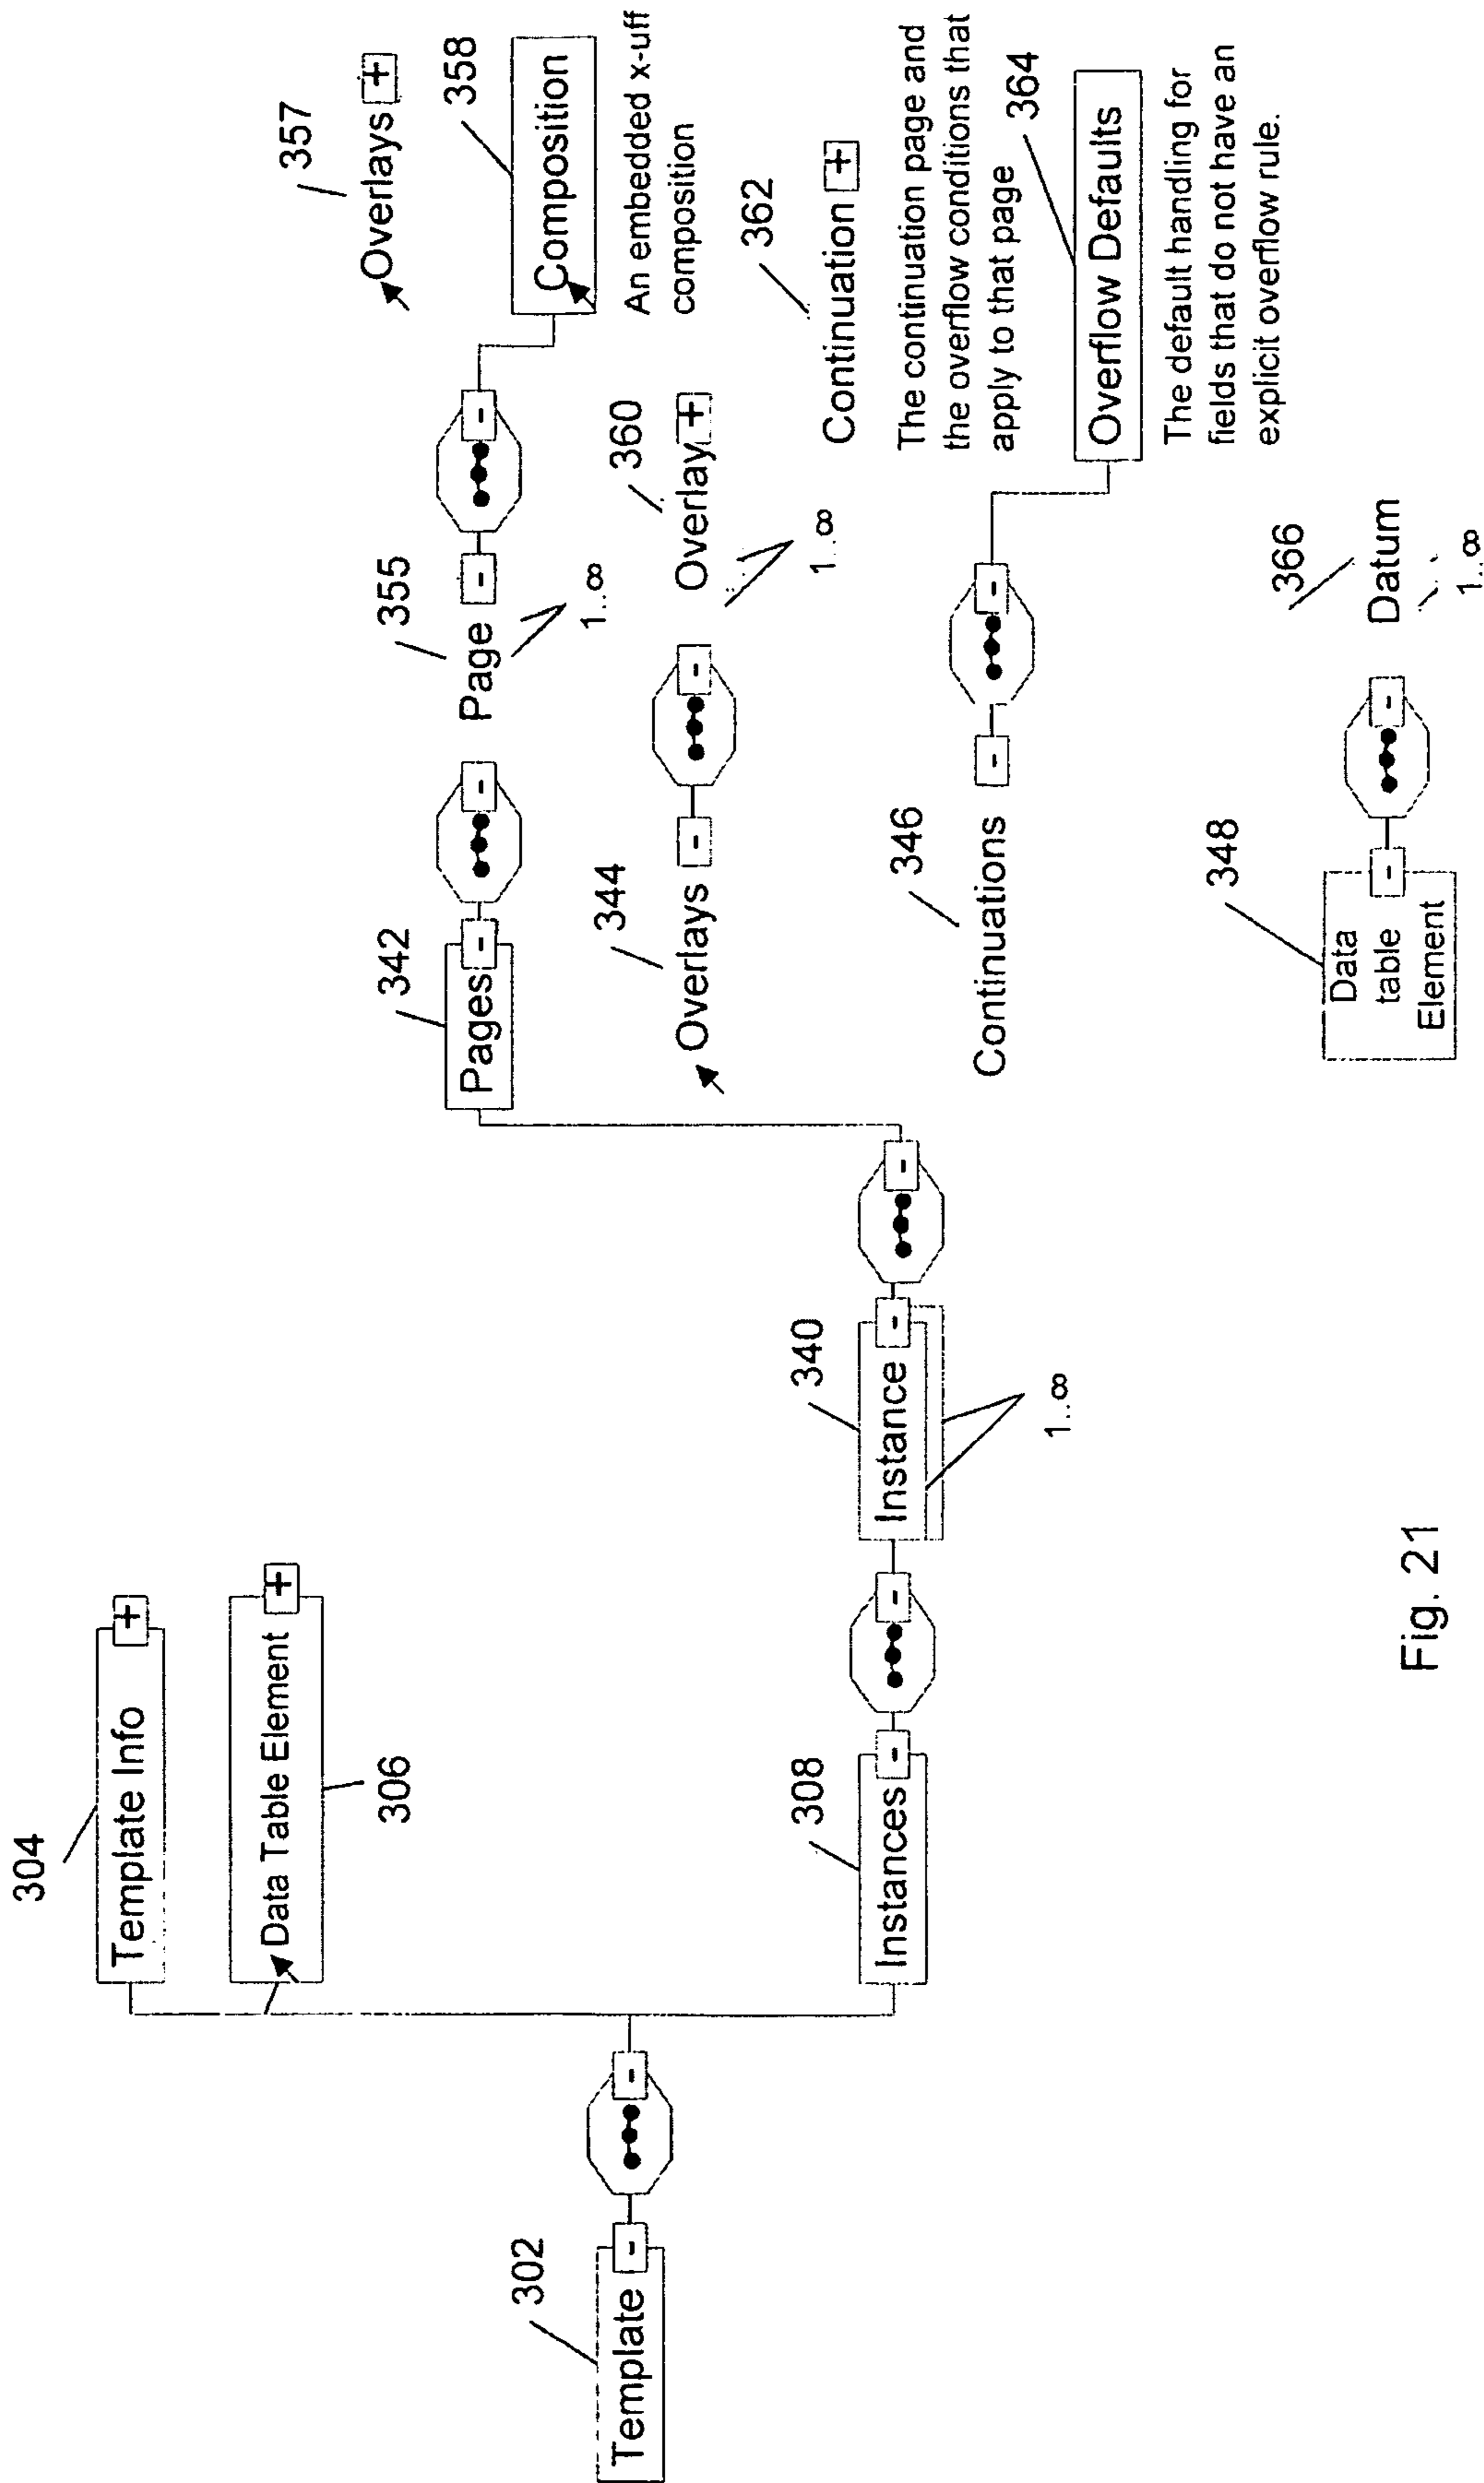 302
Template
-
-
304
Template Info
+
Data Table Element
+
306
308
Instances
-
-
340
Instance
-
-
1..∞
342
Pages
-
-
355
Page
-
-
1..∞
357
Overlays
+
358
Composition
An embedded x-uff
composition
344
Overlays
-
-
360
Overlay
+
1..∞
346
Continuations
-
-
362
Continuation
+
The continuation page and
the overflow conditions that
apply to that page
364
Overflow Defaults
The default handling for
fields that do not have an
explicit overflow rule.
348
Data
table
Element
-
-
366
Datum
1..∞
Fig. 21